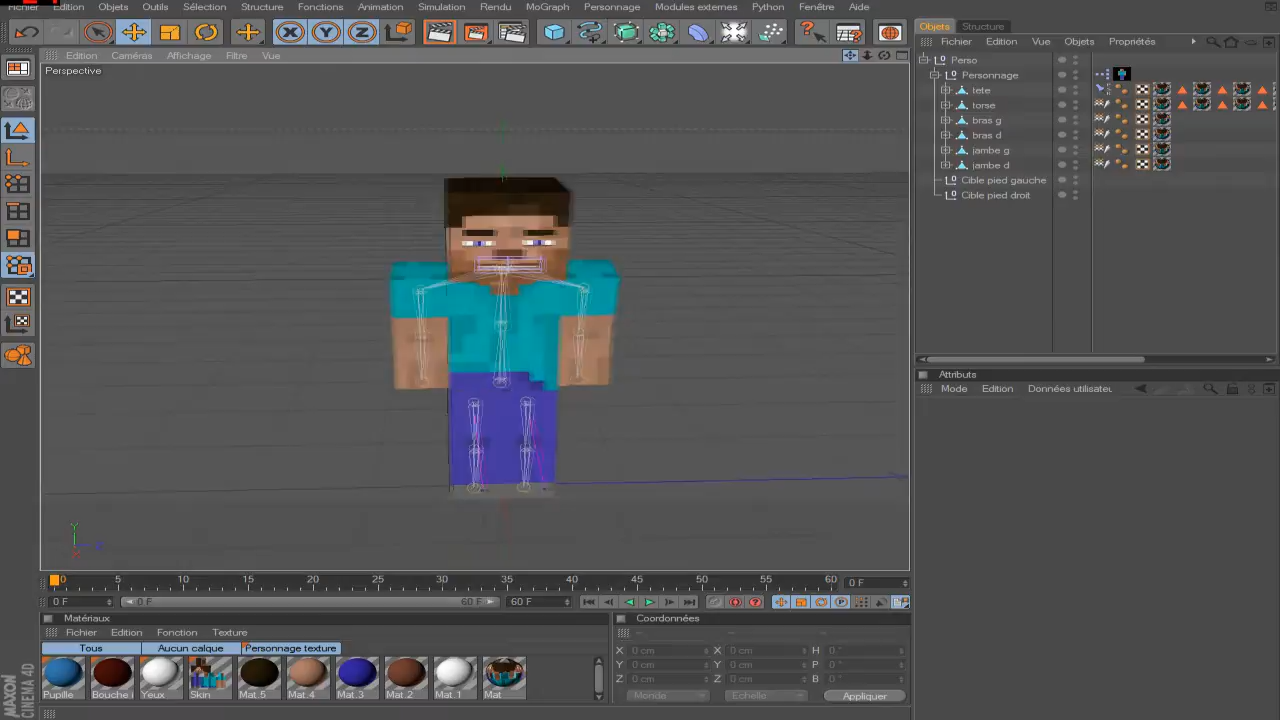 Fichier Edition Outils Sélection Structure Fonctions Animation Simulation Rendu MoGraph Personnage Modules externes Python Fenêtre Aide
Edition Caméras Affichage Filtre Vue
Perspective
Y
0 5 10 15 20 25 30 35 40 45 50 55 60 0 F
0 F 0 F 60 F 60 F
Matériaux
Fichier Edition Fonction Texture
Tous Aucun calque Personnage texture
Pupille Bouche i Yeux Skin Mat.5 Mat.4 Mat.3 Mat.2 Mat.1 Mat
Coordonnées
X 0 cm X 0 cm H 0 °
Y 0 cm Y 0 cm P 0 °
Z 0 cm Z 0 cm B 0 °
Monde Echelle Appliquer
MAXON
CINEMA 4D
Objets Structure
Fichier Edition Vue Objets Propriétés
Perso
Personnage
tete
torse
bras g
bras d
jambe g
jambe d
Cible pied gauche
Cible pied droit
Attributs
Mode Edition Données utilisateu